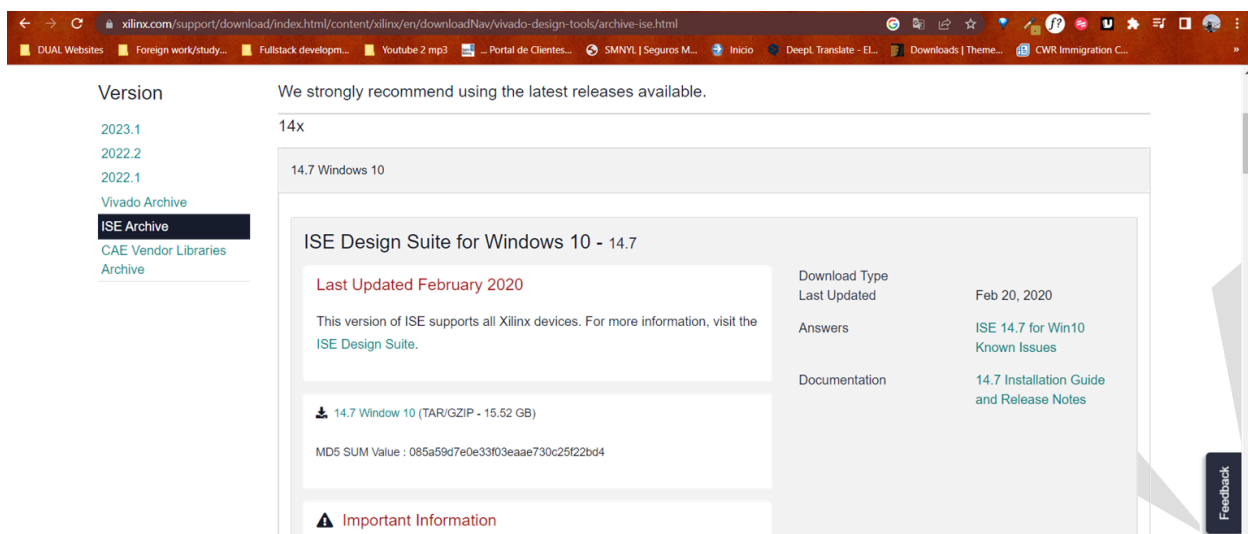 xilinx.com/support/download/index.html/content/xilinx/en/downloadNav/vivado-design-tools/archive-ise.html
DUAL Websites Foreign work/study... Fullstack developm... Youtube 2 mp3 ... Portal de Clientes... SMNYL | Seguros M... Inicio DeepL Translate - El... Downloads | Theme... CWR Immigration C... »
Version
2023.1
2022.2
2022.1
Vivado Archive
ISE Archive
CAE Vendor Libraries
Archive
We strongly recommend using the latest releases available.
14x
14.7 Windows 10
ISE Design Suite for Windows 10 - 14.7
Last Updated February 2020
This version of ISE supports all Xilinx devices. For more information, visit the
ISE Design Suite.
14.7 Window 10 (TAR/GZIP - 15.52 GB)
MD5 SUM Value : 085a59d7e0e33f03eaae730c25f22bd4
Important Information
Download Type
Last Updated Feb 20, 2020
Answers ISE 14.7 for Win10
Known Issues
Documentation 14.7 Installation Guide
and Release Notes
Feedback